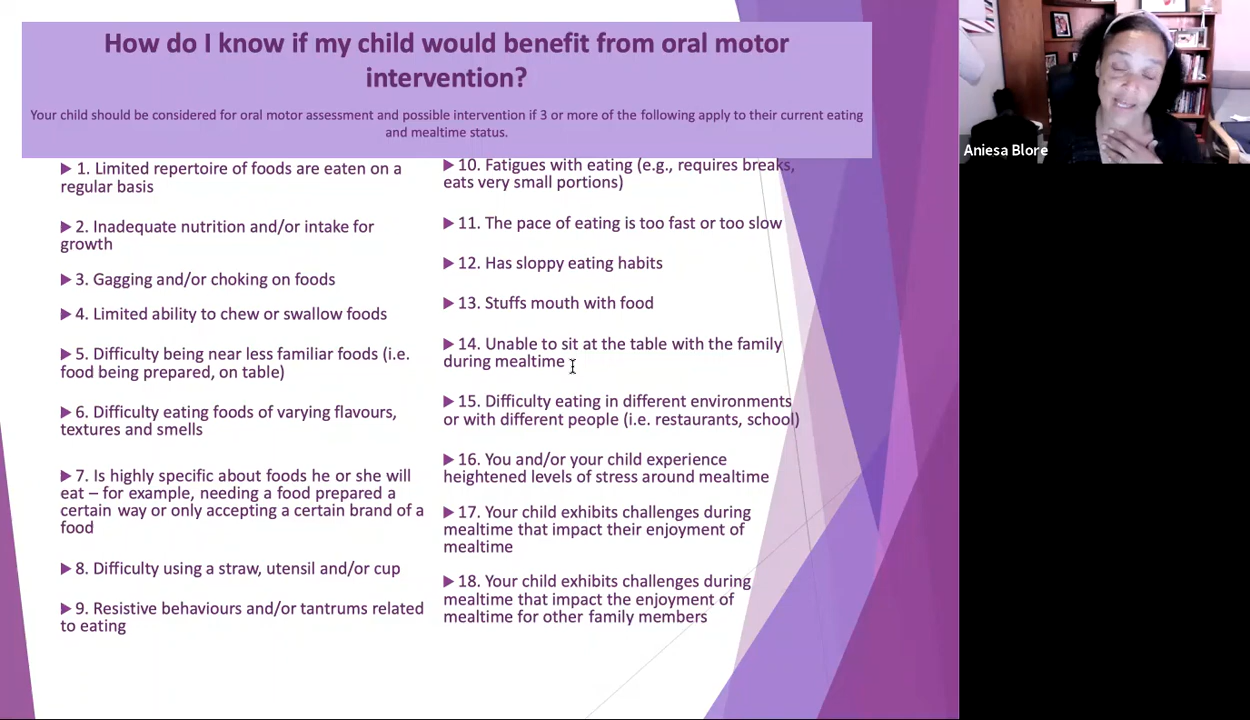 How do I know if my child would benefit from oral motor
intervention?
Your child should be considered for oral motor assessment and possible intervention if 3 or more of the following apply to their current eating
and mealtime status.
1. Limited repertoire of foods are eaten on a
regular basis
2. Inadequate nutrition and/or intake for
growth
3. Gagging and/or choking on foods
4. Limited ability to chew or swallow foods
5. Difficulty being near less familiar foods (i.e.
food being prepared, on table)
6. Difficulty eating foods of varying flavours,
textures and smells
7. Is highly specific about foods he or she will
eat – for example, needing a food prepared a
certain way or only accepting a certain brand of a
food
8. Difficulty using a straw, utensil and/or cup
9. Resistive behaviours and/or tantrums related
to eating
10. Fatigues with eating (e.g., requires breaks,
eats very small portions)
11. The pace of eating is too fast or too slow
12. Has sloppy eating habits
13. Stuffs mouth with food
14. Unable to sit at the table with the family
during mealtime
15. Difficulty eating in different environments
or with different people (i.e. restaurants, school)
16. You and/or your child experience
heightened levels of stress around mealtime
17. Your child exhibits challenges during
mealtime that impact their enjoyment of
mealtime
18. Your child exhibits challenges during
mealtime that impact the enjoyment of
mealtime for other family members
Aniesa Blore